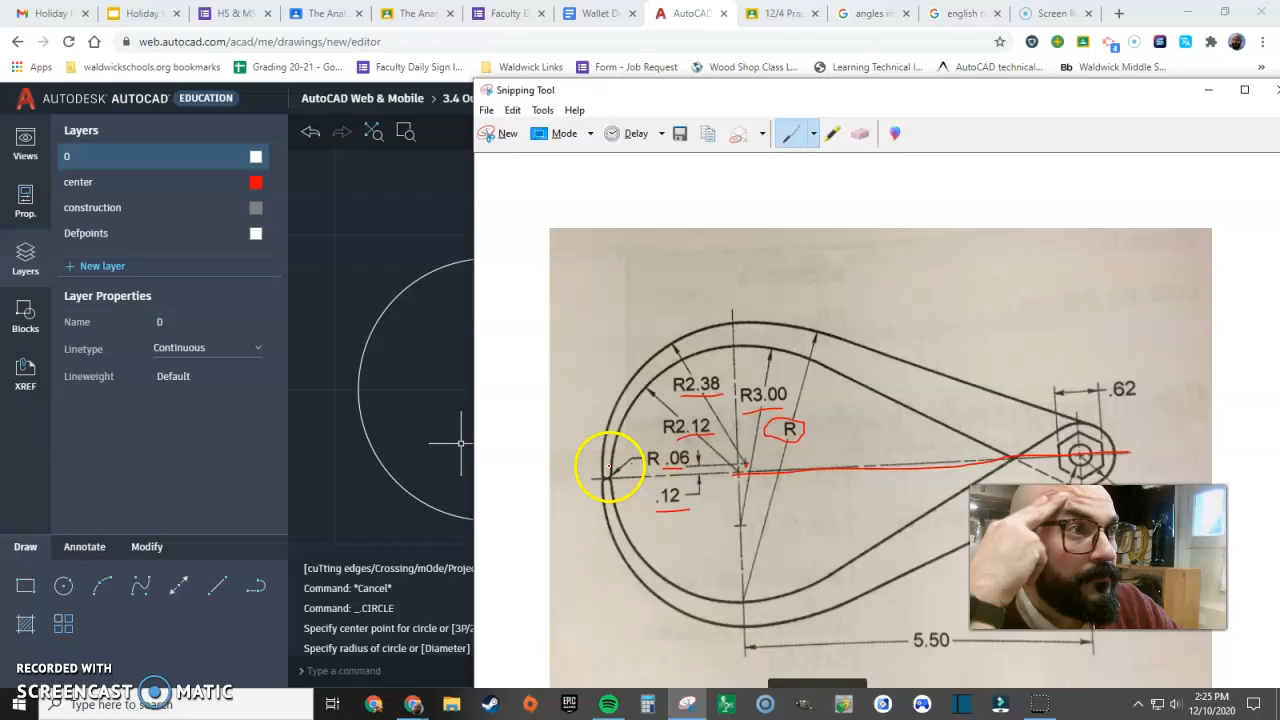 Holiday
Holiday.
HS & MS
The Anat
The Anat
Faculty D
Wallet De
AutoCAD
12/4 Prac
angles in
english te
Screen Re
web.autocad.com/acad/me/drawings/new/editor
4
Apps
waldwickschools.org bookmarks
Grading 20-21 - Go...
Faculty Daily Sign I...
Waldwick Links
Form - Job Request
Wood Shop Class L...
Learning Technical I...
AutoCAD technical...
Bb Waldwick Middle S...
»
AUTODESK® AUTOCAD EDUCATION
AutoCAD Web & Mobile > 3.4 Ou
Snipping Tool
File Edit Tools Help
New Mode Delay
Views
Prop.
Layers
Blocks
XREF
Layers
0
center
construction
Defpoints
+ New layer
Layer Properties
Name 0
Linetype Continuous
Lineweight Default
Draw Annotate Modify
[cuTting edges/Crossing/mOde/Projec
Command: *Cancel*
Command: _.CIRCLE
Specify center point for circle or [3P/2
Specify radius of circle or [Diameter]
Type a command
R2.38
R3.00
R2.12
R
R .06
.12
.62
5.50
RECORDED WITH
SCREENCAST MATIC
Type here to search
2:25 PM
12/10/2020